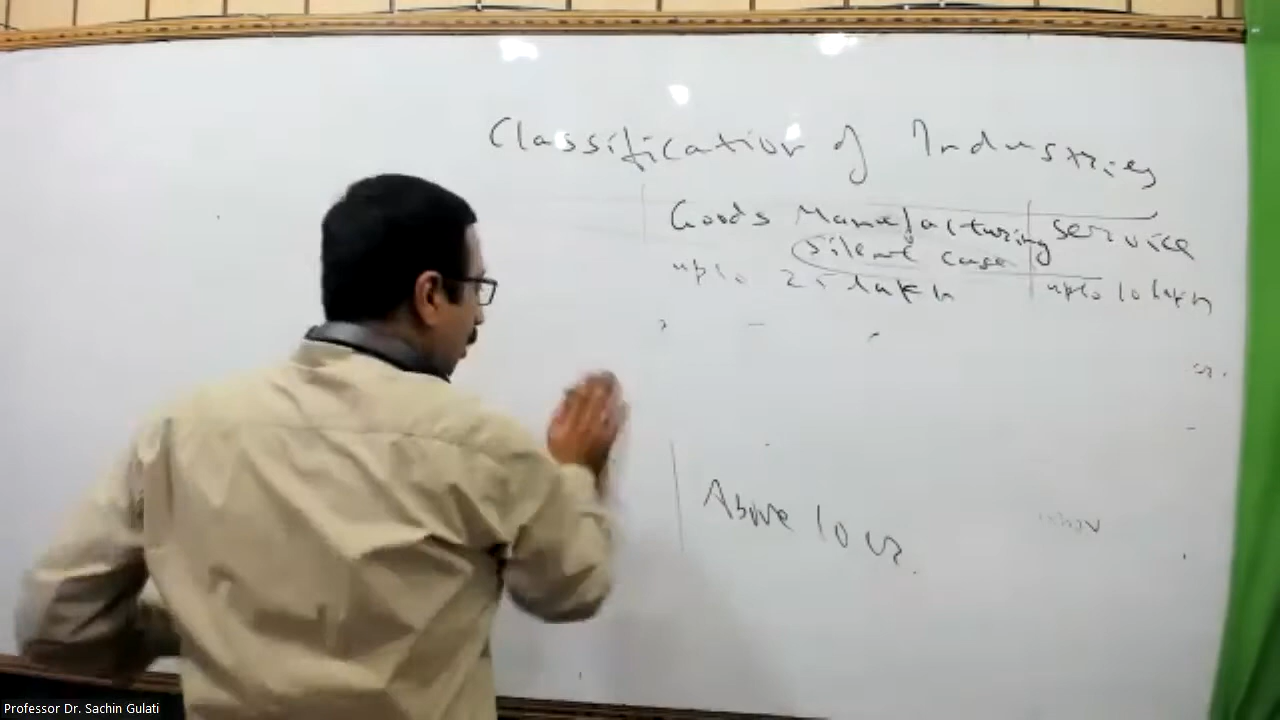 Classification of Industries
Goods Manufacturing service
Silent case
upto 25 lakh upto 10 lakh
cr.
Above 10 cr.
Professor Dr. Sachin Gulati